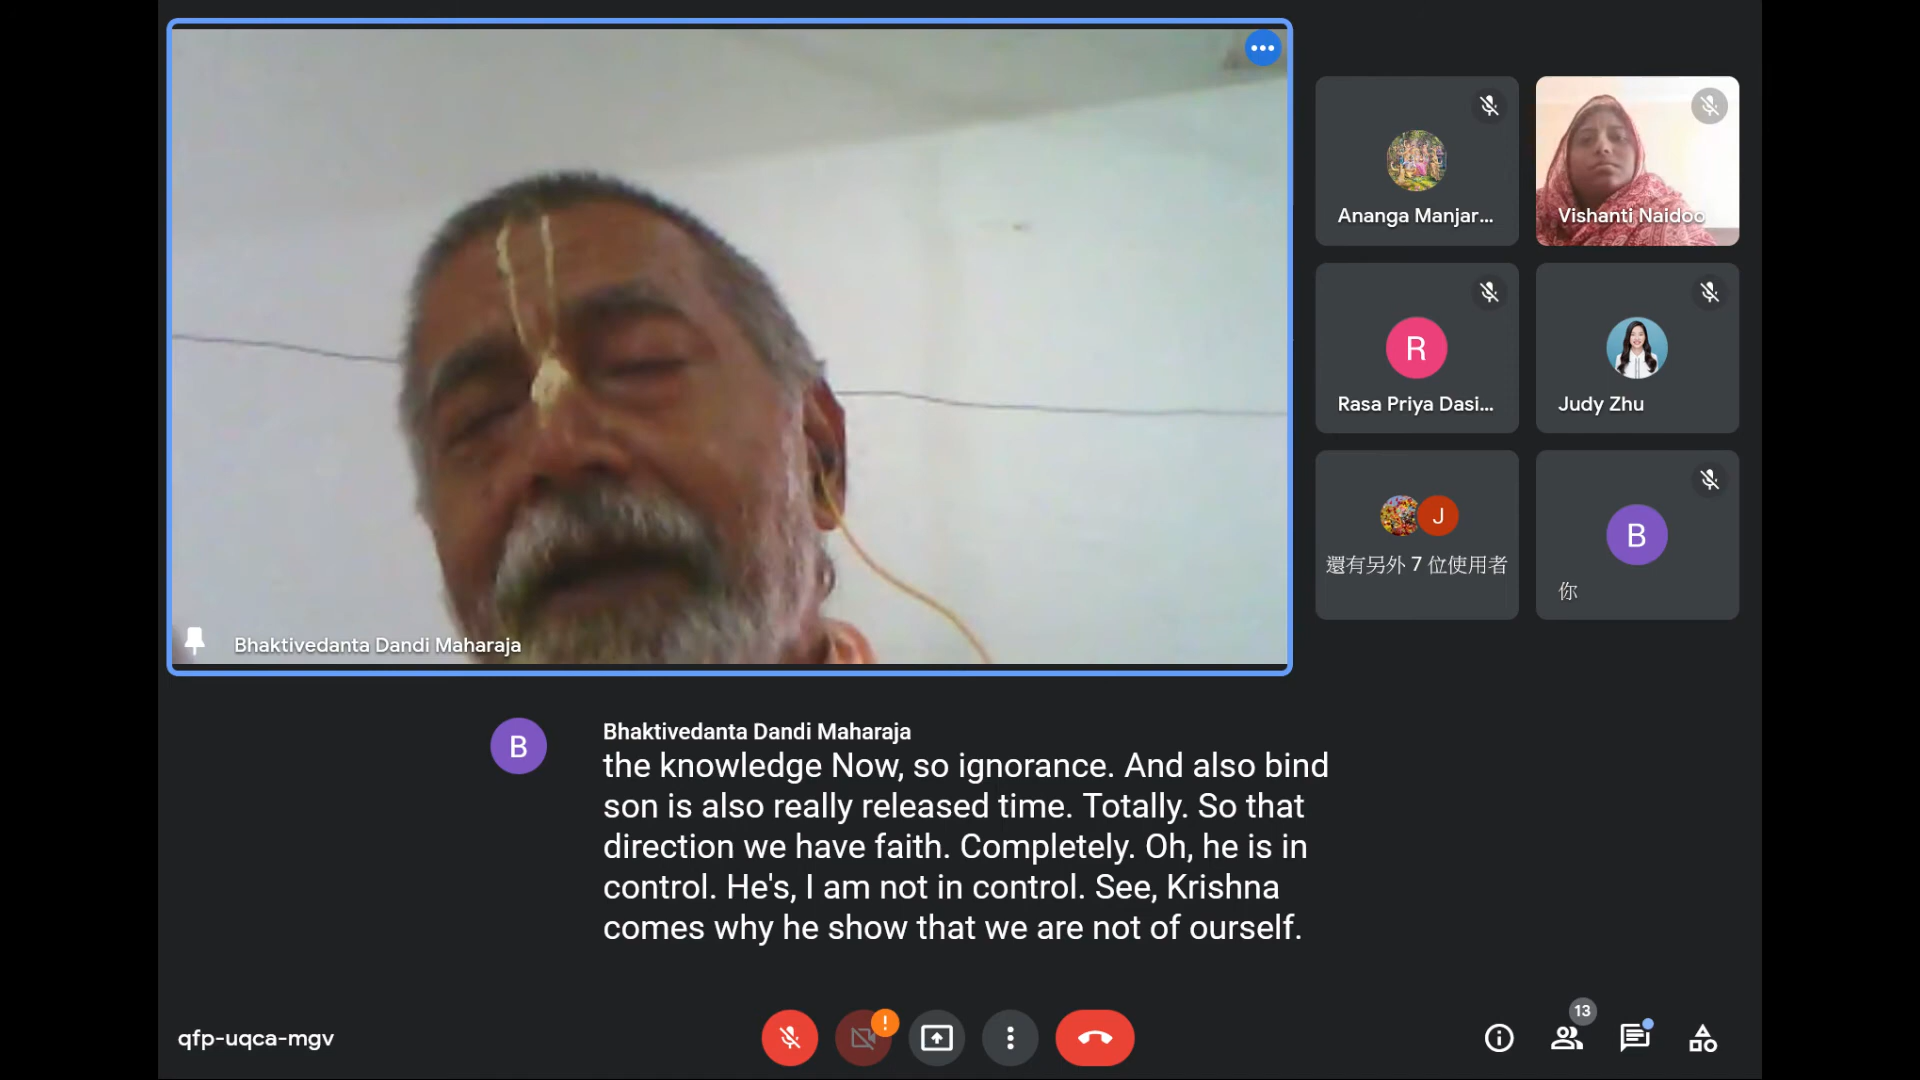 Bhaktivedanta Dandi Maharaja
Ananga Manjar...
Vishanti Naidoo
R
Rasa Priya Dasi...
Judy Zhu
J
還有另外 7 位使用者
B
你
B
Bhaktivedanta Dandi Maharaja
the knowledge Now, so ignorance. And also bind
son is also really released time. Totally. So that
direction we have faith. Completely. Oh, he is in
control. He's, I am not in control. See, Krishna
comes why he show that we are not of ourself.
qfp-uqca-mgv
13